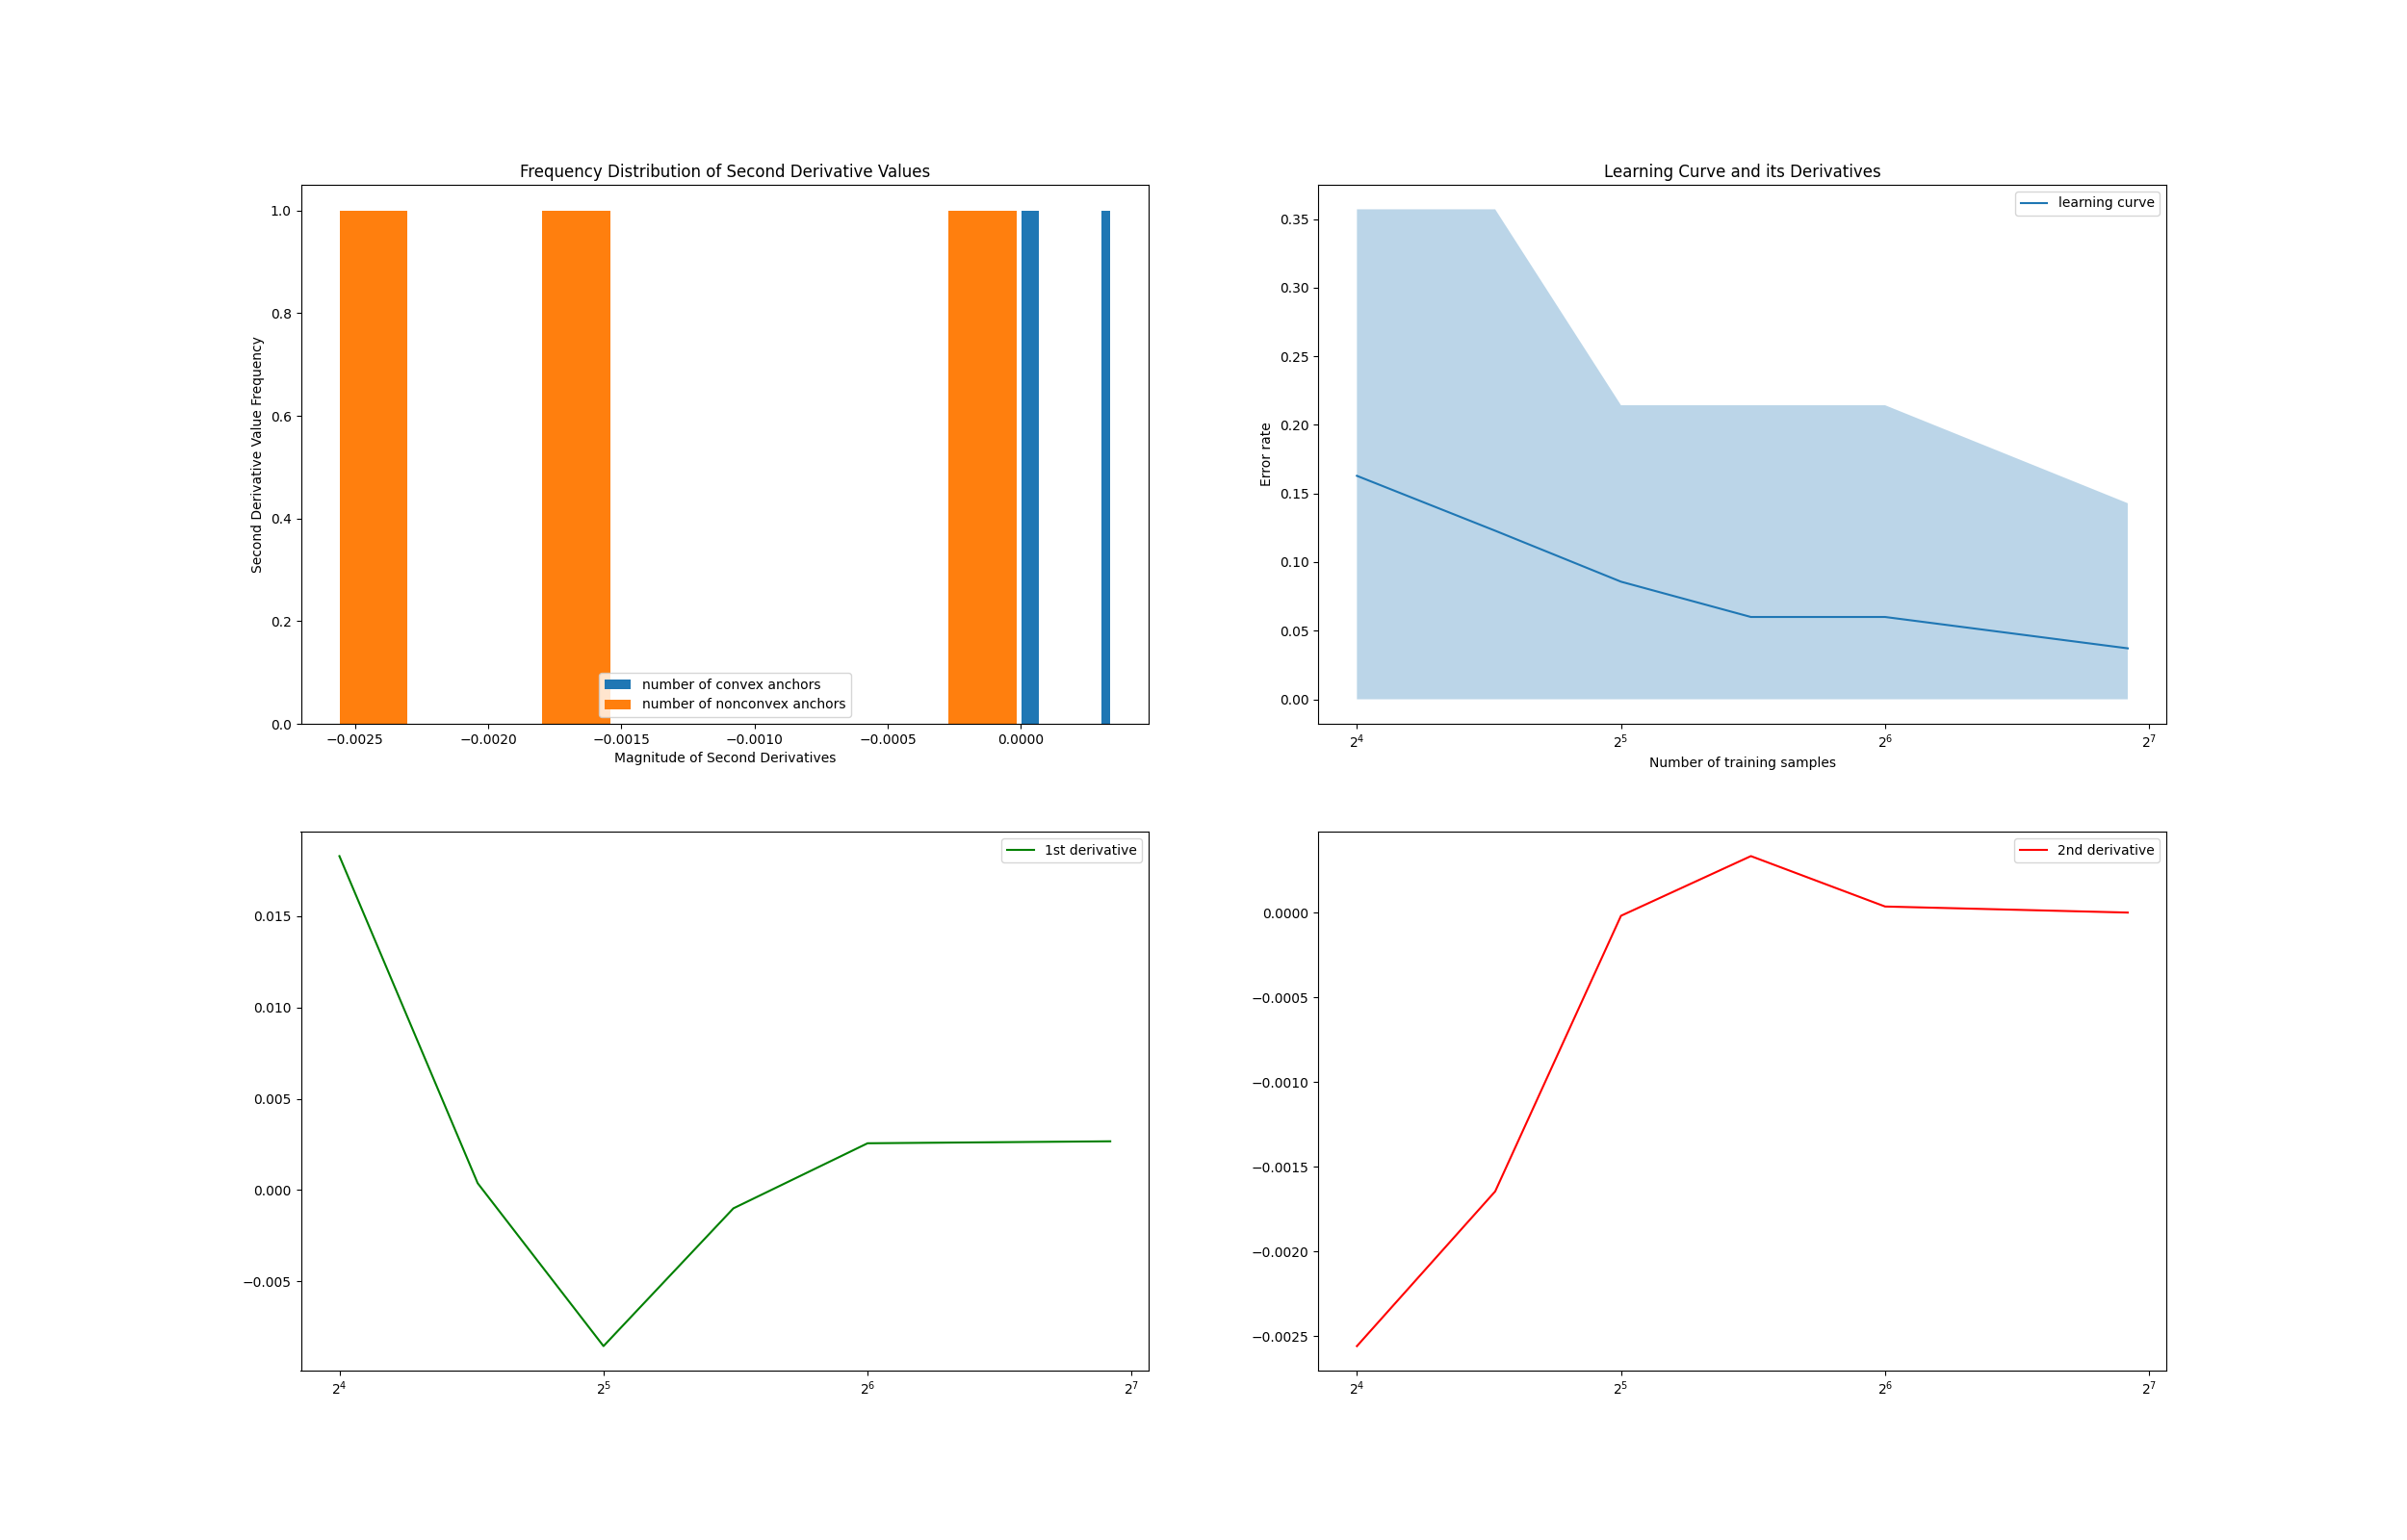 Frequency Distribution of Second Derivative Values
1.0
0.8
0.6
0.4
0.2
0.0
Second Derivative Value Frequency
number of convex anchors
number of nonconvex anchors
−0.0025 −0.0020 −0.0015 −0.0010 −0.0005 0.0000
Magnitude of Second Derivatives
Learning Curve and its Derivatives
learning curve
0.35
0.30
0.25
0.20
0.15
0.10
0.05
0.00
Error rate
2⁴ 2⁵ 2⁶ 2⁷
Number of training samples
1st derivative
0.015
0.010
0.005
0.000
−0.005
2⁴ 2⁵ 2⁶ 2⁷
2nd derivative
0.0000
−0.0005
−0.0010
−0.0015
−0.0020
−0.0025
2⁴ 2⁵ 2⁶ 2⁷